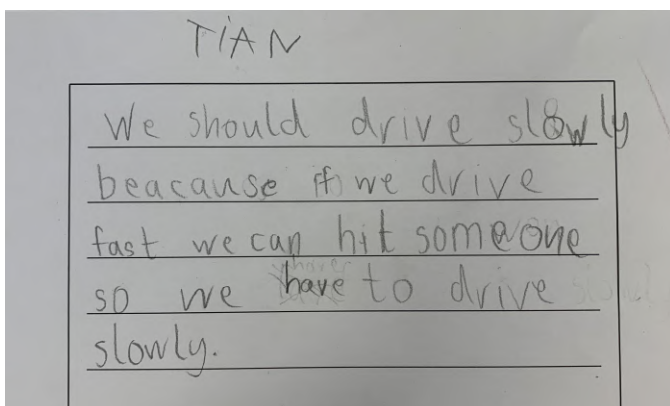 TiAN
We should drive slowly
beacause if we drive
fast we can hit someone
so we have to drive
slowly.